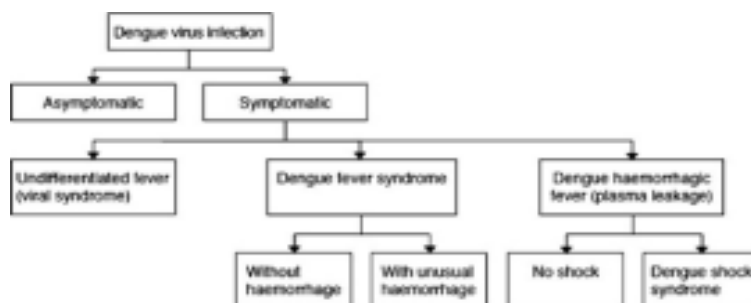 Dengue virus infection
Asymptomatic
Symptomatic
Undifferentiated fever
(viral syndrome)
Dengue fever syndrome
Dengue haemorrhagic
fever (plasma leakage)
Without
haemorrhage
With unusual
haemorrhage
No shock
Dengue shock
syndrome